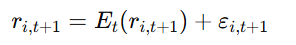 r_{i,t+1} = E_t(r_{i,t+1}) + ε_{i,t+1}